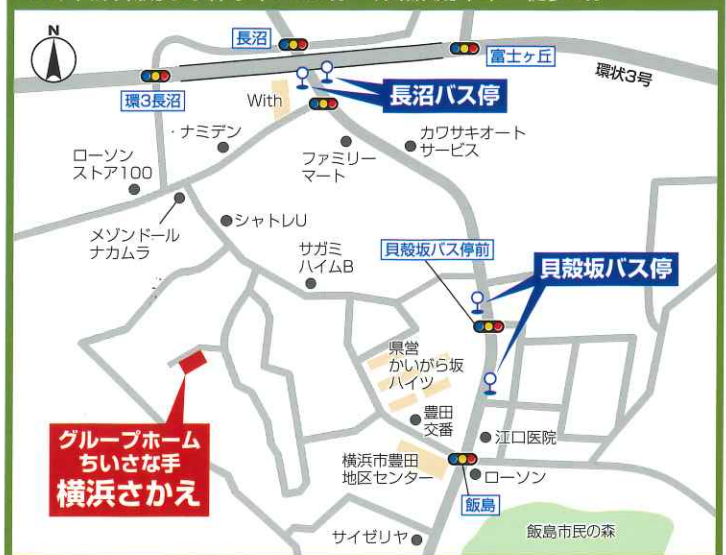 N
長沼
富士ヶ丘
環状3号
環3長沼
With
長沼バス停
・ナミデン
ローソン
ストア100
ファミリー
マート
カワサキオート
サービス
メゾンドール
ナカムラ
シャトレU
サガミ
ハイムB
貝殻坂バス停前
貝殻坂バス停
県営
かいがら坂
ハイツ
グループホーム
ちいさな手
横浜さかえ
豊田
交番
江口医院
横浜市豊田
地区センター
ローソン
飯島
サイゼリヤ
飯島市民の森